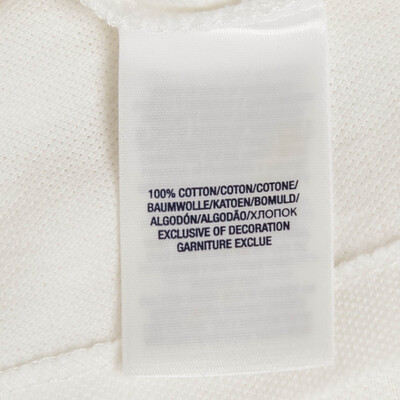 100% COTTON/COTON/COTONE/
BAUMWOLLE/KATOEN/BOMULD/
ALGODÓN/ALGODÃO/ХЛОПОК
EXCLUSIVE OF DECORATION
GARNITURE EXCLUE